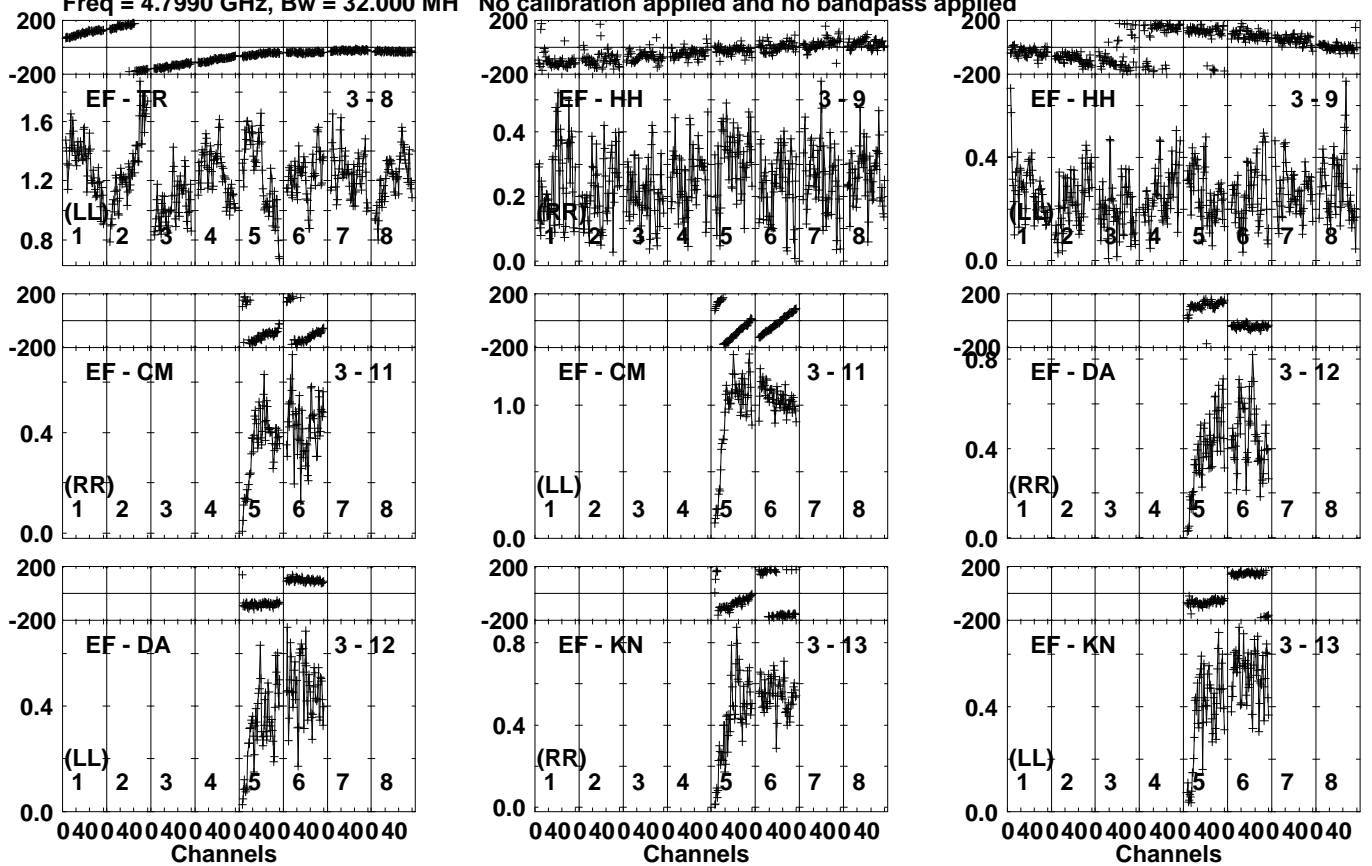 Freq = 4.7990 GHz, Bw = 32.000 MH No calibration applied and no bandpass applied
200
-200
EF - TR 3 - 8
1.6
1.2
0.8
(LL)
1 2 3 4 5 6 7 8
200
-200
EF - HH 3 - 9
0.4
0.2
0.0
(RR)
1 2 3 4 5 6 7 8
200
-200
EF - HH 3 - 9
0.4
0.0
(LL)
1 2 3 4 5 6 7 8
200
-200
EF - CM 3 - 11
0.4
0.0
(RR)
1 2 3 4 5 6 7 8
200
-200
EF - CM 3 - 11
1.0
0.0
(LL)
1 2 3 4 5 6 7 8
200
-200
0.8
EF - DA 3 - 12
0.4
0.0
(RR)
1 2 3 4 5 6 7 8
200
-200
EF - DA 3 - 12
0.4
0.0
(LL)
1 2 3 4 5 6 7 8
0 40 0 40 0 40 0 40 0 40 0 40 0 40 0 40
Channels
200
-200
EF - KN 3 - 13
0.8
0.4
0.0
(RR)
1 2 3 4 5 6 7 8
0 40 0 40 0 40 0 40 0 40 0 40 0 40 0 40
Channels
200
-200
EF - KN 3 - 13
0.4
0.0
(LL)
1 2 3 4 5 6 7 8
0 40 0 40 0 40 0 40 0 40 0 40 0 40 0 40
Channels